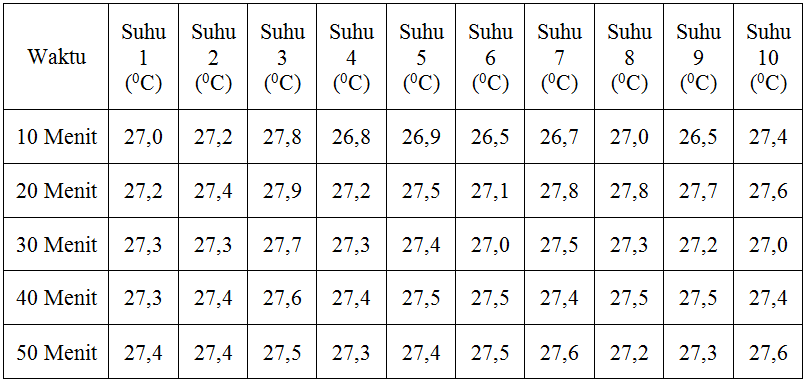 Waktu Suhu 1 (⁰C) Suhu 2 (⁰C) Suhu 3 (⁰C) Suhu 4 (⁰C) Suhu 5 (⁰C) Suhu 6 (⁰C) Suhu 7 (⁰C) Suhu 8 (⁰C) Suhu 9 (⁰C) Suhu 10 (⁰C)
10 Menit 27,0 27,2 27,8 26,8 26,9 26,5 26,7 27,0 26,5 27,4
20 Menit 27,2 27,4 27,9 27,2 27,5 27,1 27,8 27,8 27,7 27,6
30 Menit 27,3 27,3 27,7 27,3 27,4 27,0 27,5 27,3 27,2 27,0
40 Menit 27,3 27,4 27,6 27,4 27,5 27,5 27,4 27,5 27,5 27,4
50 Menit 27,4 27,4 27,5 27,3 27,4 27,5 27,6 27,2 27,3 27,6